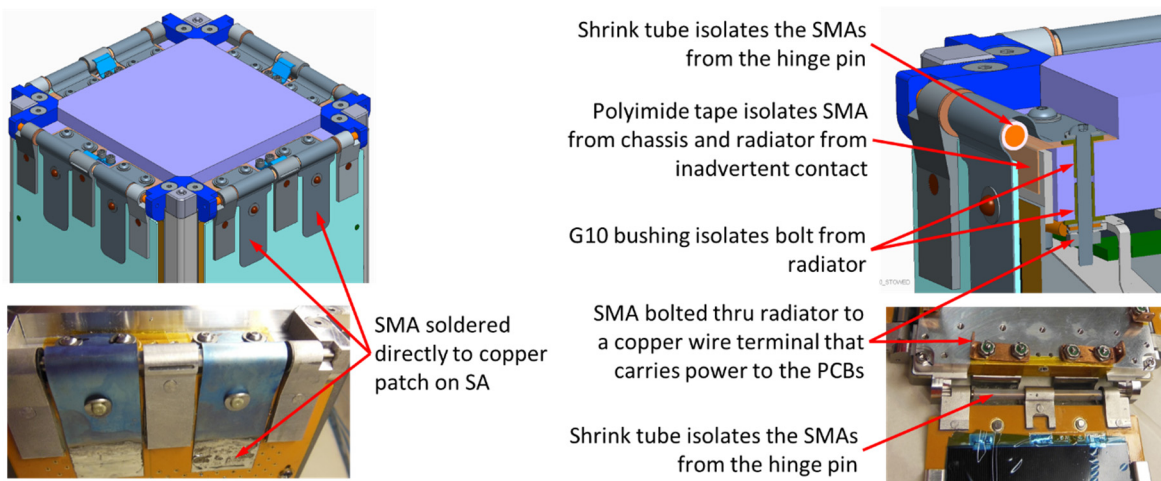 Shrink tube isolates the SMAs
from the hinge pin
Polyimide tape isolates SMA
from chassis and radiator from
inadvertent contact
G10 bushing isolates bolt from
radiator
0_STOWED
SMA soldered
directly to copper
patch on SA
SMA bolted thru radiator to
a copper wire terminal that
carries power to the PCBs
Shrink tube isolates the SMAs
from the hinge pin